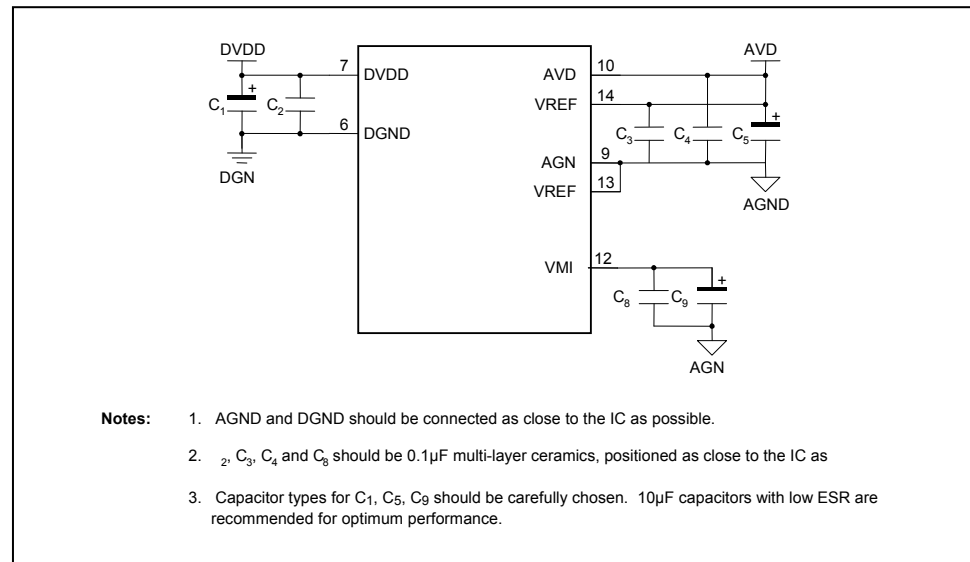 DVDD
AVD
7
DVDD
AVD
10
+
VREF
14
C1
C2
C3
C4
C5
+
6
DGND
AGN
9
DGN
VREF
13
AGND
VMI
12
C8
C9
+
AGN
Notes: 1. AGND and DGND should be connected as close to the IC as possible.
2. 2, C3, C4 and C8 should be 0.1µF multi-layer ceramics, positioned as close to the IC as
3. Capacitor types for C1, C5, C9 should be carefully chosen. 10µF capacitors with low ESR are
recommended for optimum performance.